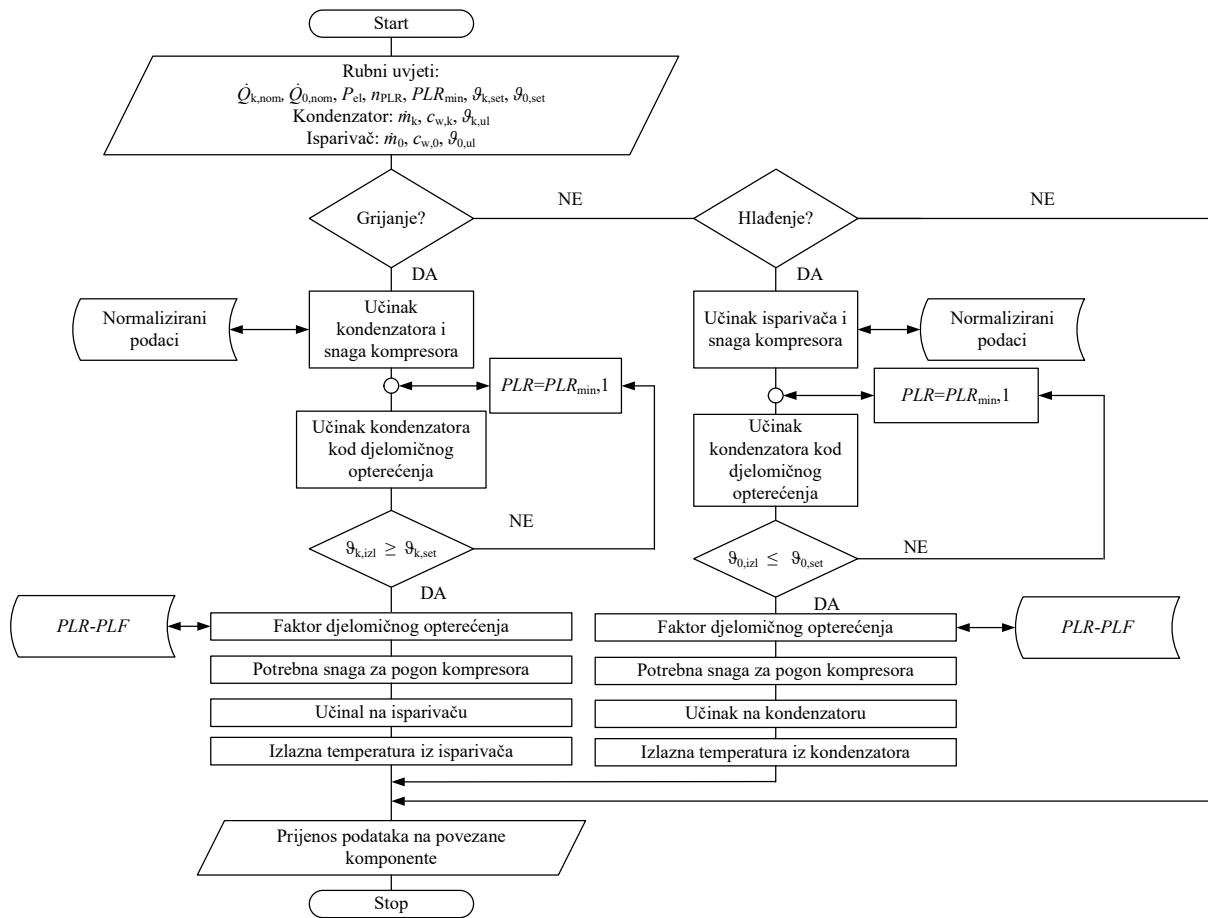 Start
Rubni uvjeti:
Q̇k,nom, Q̇0,nom, Pel, nPLR, PLRmin, ϑk,set, ϑ0,set
Kondenzator: ṁk, cw,k, ϑk,ul
Isparivač: ṁ0, cw,0, ϑ0,ul
Grijanje?
NE
Hlađenje?
NE
DA
DA
Normalizirani
podaci
Učinak
kondenzatora i
snaga kompresora
Učinak isparivača i
snaga kompresora
Normalizirani
podaci
PLR=PLRmin,1
PLR=PLRmin,1
Učinak kondenzatora
kod djelomičnog
opterećenja
Učinak
kondenzatora kod
djelomičnog
opterećenja
ϑk,izl ≥ ϑk,set
NE
ϑ0,izl ≤ ϑ0,set
NE
DA
DA
PLR-PLF
Faktor djelomičnog opterećenja
Faktor djelomičnog opterećenja
PLR-PLF
Potrebna snaga za pogon kompresora
Potrebna snaga za pogon kompresora
Učinal na isparivaču
Učinak na kondenzatoru
Izlazna temperatura iz isparivača
Izlazna temperatura iz kondenzatora
Prijenos podataka na povezane
komponente
Stop